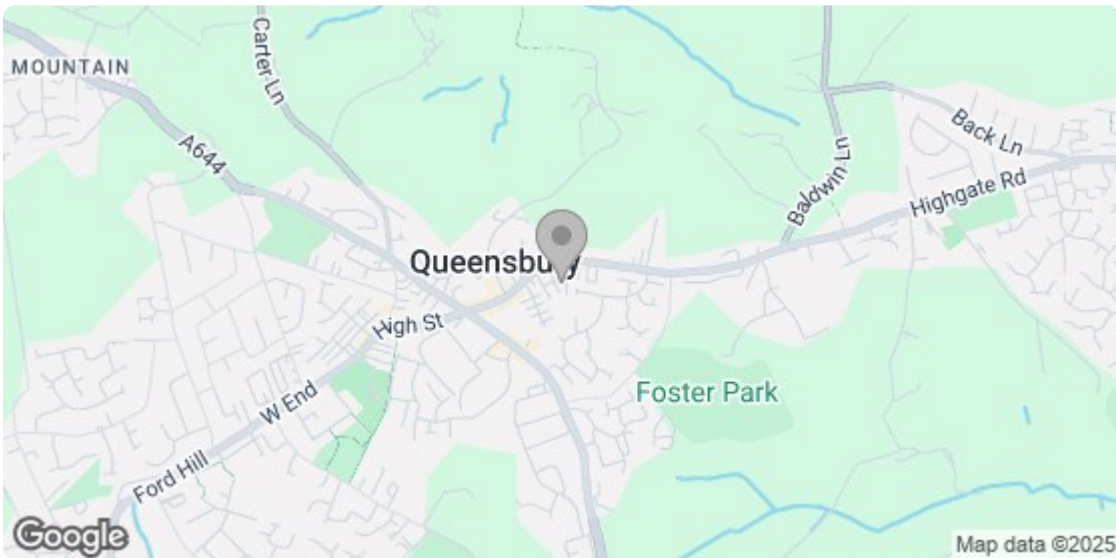 MOUNTAIN
Carter Ln
A644
Back Ln
Baldwin Ln
Highgate Rd
Queensbury
High St
Foster Park
W End
Ford Hill
Google
Map data ©2025